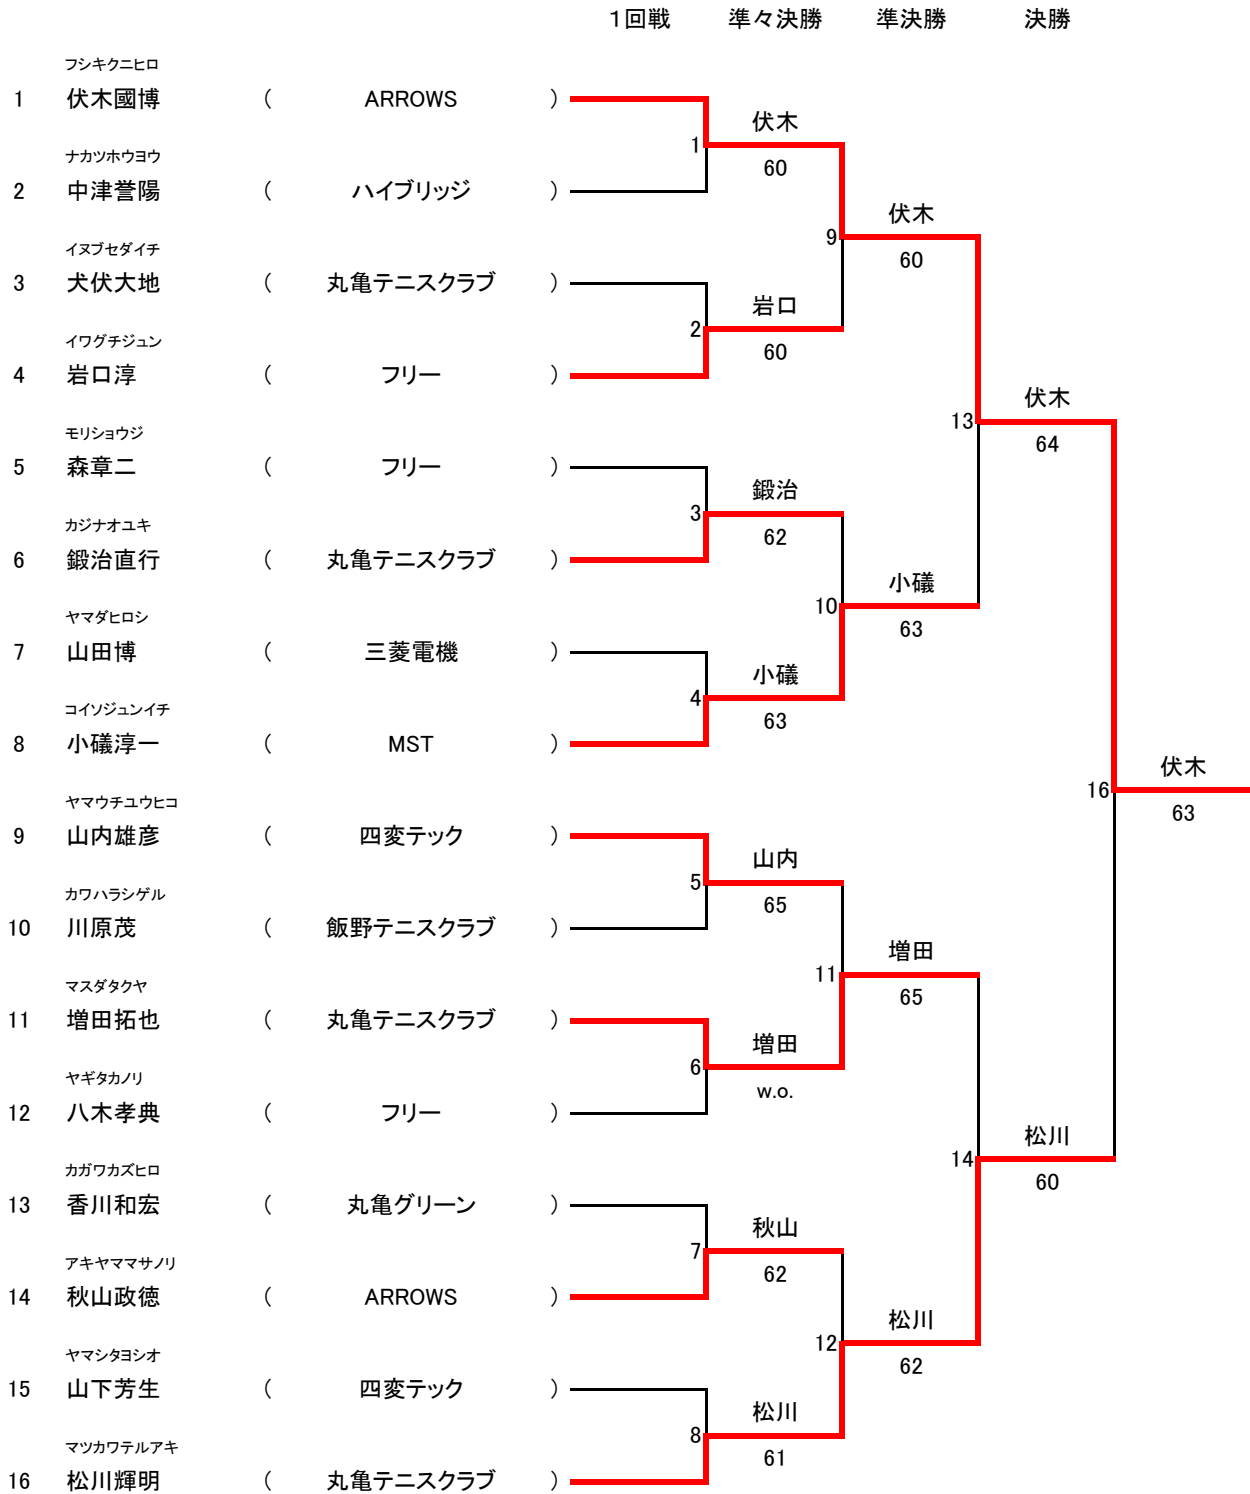 1回戦 準々決勝 準決勝 決勝
フシキクニヒロ
1 伏木國博 ( ARROWS )
伏木
1
60
ナカツホウヨウ
2 中津誉陽 ( ハイブリッジ )
伏木
9
60
イヌブセダイチ
3 犬伏大地 ( 丸亀テニスクラブ )
岩口
2
60
イワグチジュン
4 岩口淳 ( フリー )
伏木
13
64
モリショウジ
5 森章二 ( フリー )
鍛治
3
62
カジナオユキ
6 鍛治直行 ( 丸亀テニスクラブ )
小礒
10
63
ヤマダヒロシ
7 山田博 ( 三菱電機 )
小礒
4
63
コイソジュンイチ
8 小礒淳一 ( MST )
伏木
16
63
ヤマウチユウヒコ
9 山内雄彦 ( 四変テック )
山内
5
65
カワハラシゲル
10 川原茂 ( 飯野テニスクラブ )
増田
11
65
マスダタクヤ
11 増田拓也 ( 丸亀テニスクラブ )
増田
6
w.o.
ヤギタカノリ
12 八木孝典 ( フリー )
松川
14
60
カガワカズヒロ
13 香川和宏 ( 丸亀グリーン )
秋山
7
62
アキヤママサノリ
14 秋山政徳 ( ARROWS )
松川
12
62
ヤマシタヨシオ
15 山下芳生 ( 四変テック )
松川
8
61
マツカワテルアキ
16 松川輝明 ( 丸亀テニスクラブ )